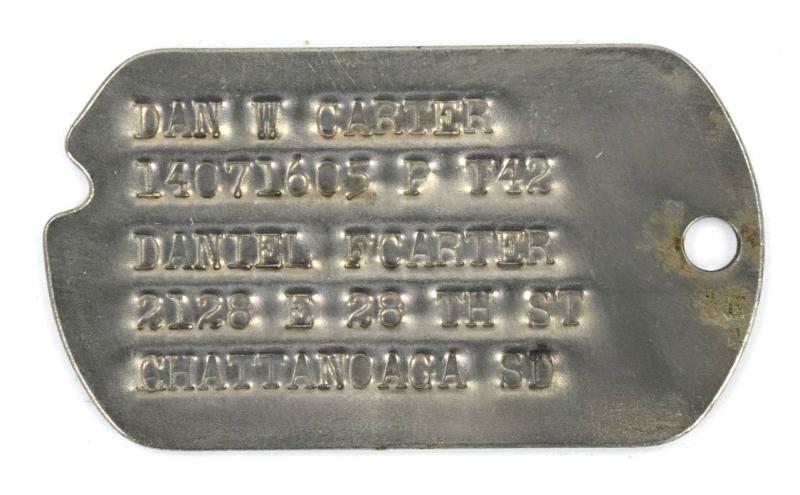 DAN W CARTER
14071605 P T42
DANIEL FCARTER
2128 E 28 TH ST
CHATTANOAGA SD